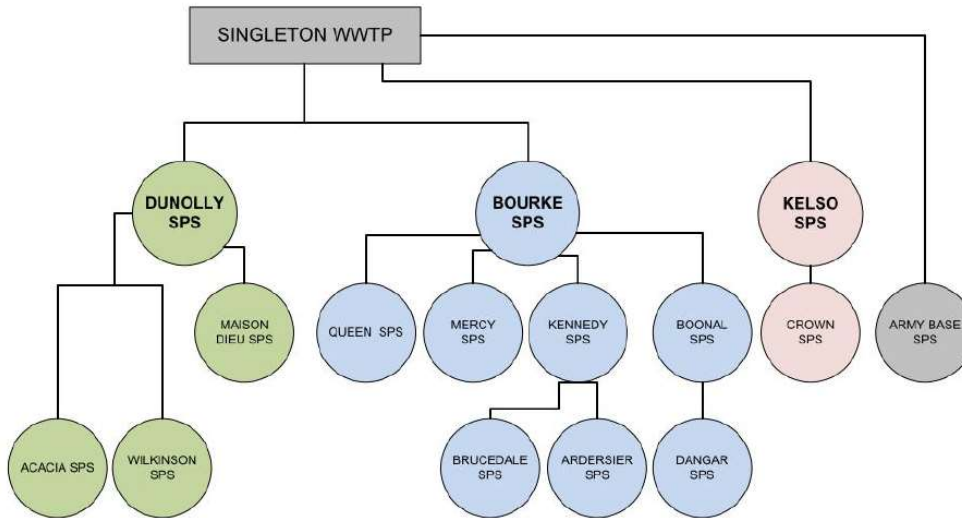 SINGLETON WWTP
DUNOLLY
SPS
BOURKE
SPS
KELSO
SPS
MAISON
DIEU SPS
QUEEN SPS
MERCY
SPS
KENNEDY
SPS
BOONAL
SPS
CROWN
SPS
ARMY BASE
SPS
ACACIA SPS
WILKINSON
SPS
BRUCEDALE
SPS
ARDERSIER
SPS
DANGAR
SPS